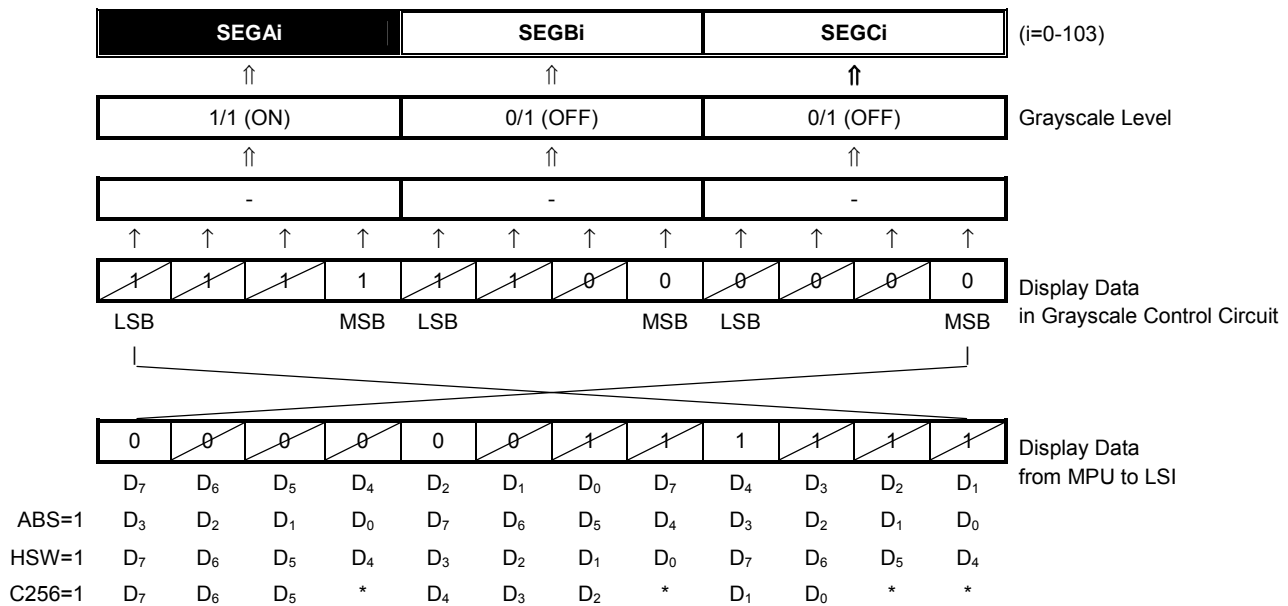 SEGAi SEGBi SEGCi (i=0-103)
⇑ ⇑ ⇑
1/1 (ON) 0/1 (OFF) 0/1 (OFF) Grayscale Level
⇑ ⇑ ⇑
- - -
↑ ↑ ↑ ↑ ↑ ↑ ↑ ↑ ↑ ↑ ↑ ↑
1 1 1 1 1 1 0 0 0 0 0 0 Display Data
in Grayscale Control Circuit
LSB MSB LSB MSB LSB MSB
0 0 0 0 0 0 1 1 1 1 1 1 Display Data
from MPU to LSI
D7 D6 D5 D4 D2 D1 D0 D7 D4 D3 D2 D1
ABS=1 D3 D2 D1 D0 D7 D6 D5 D4 D3 D2 D1 D0
HSW=1 D7 D6 D5 D4 D3 D2 D1 D0 D7 D6 D5 D4
C256=1 D7 D6 D5 * D4 D3 D2 * D1 D0 * *